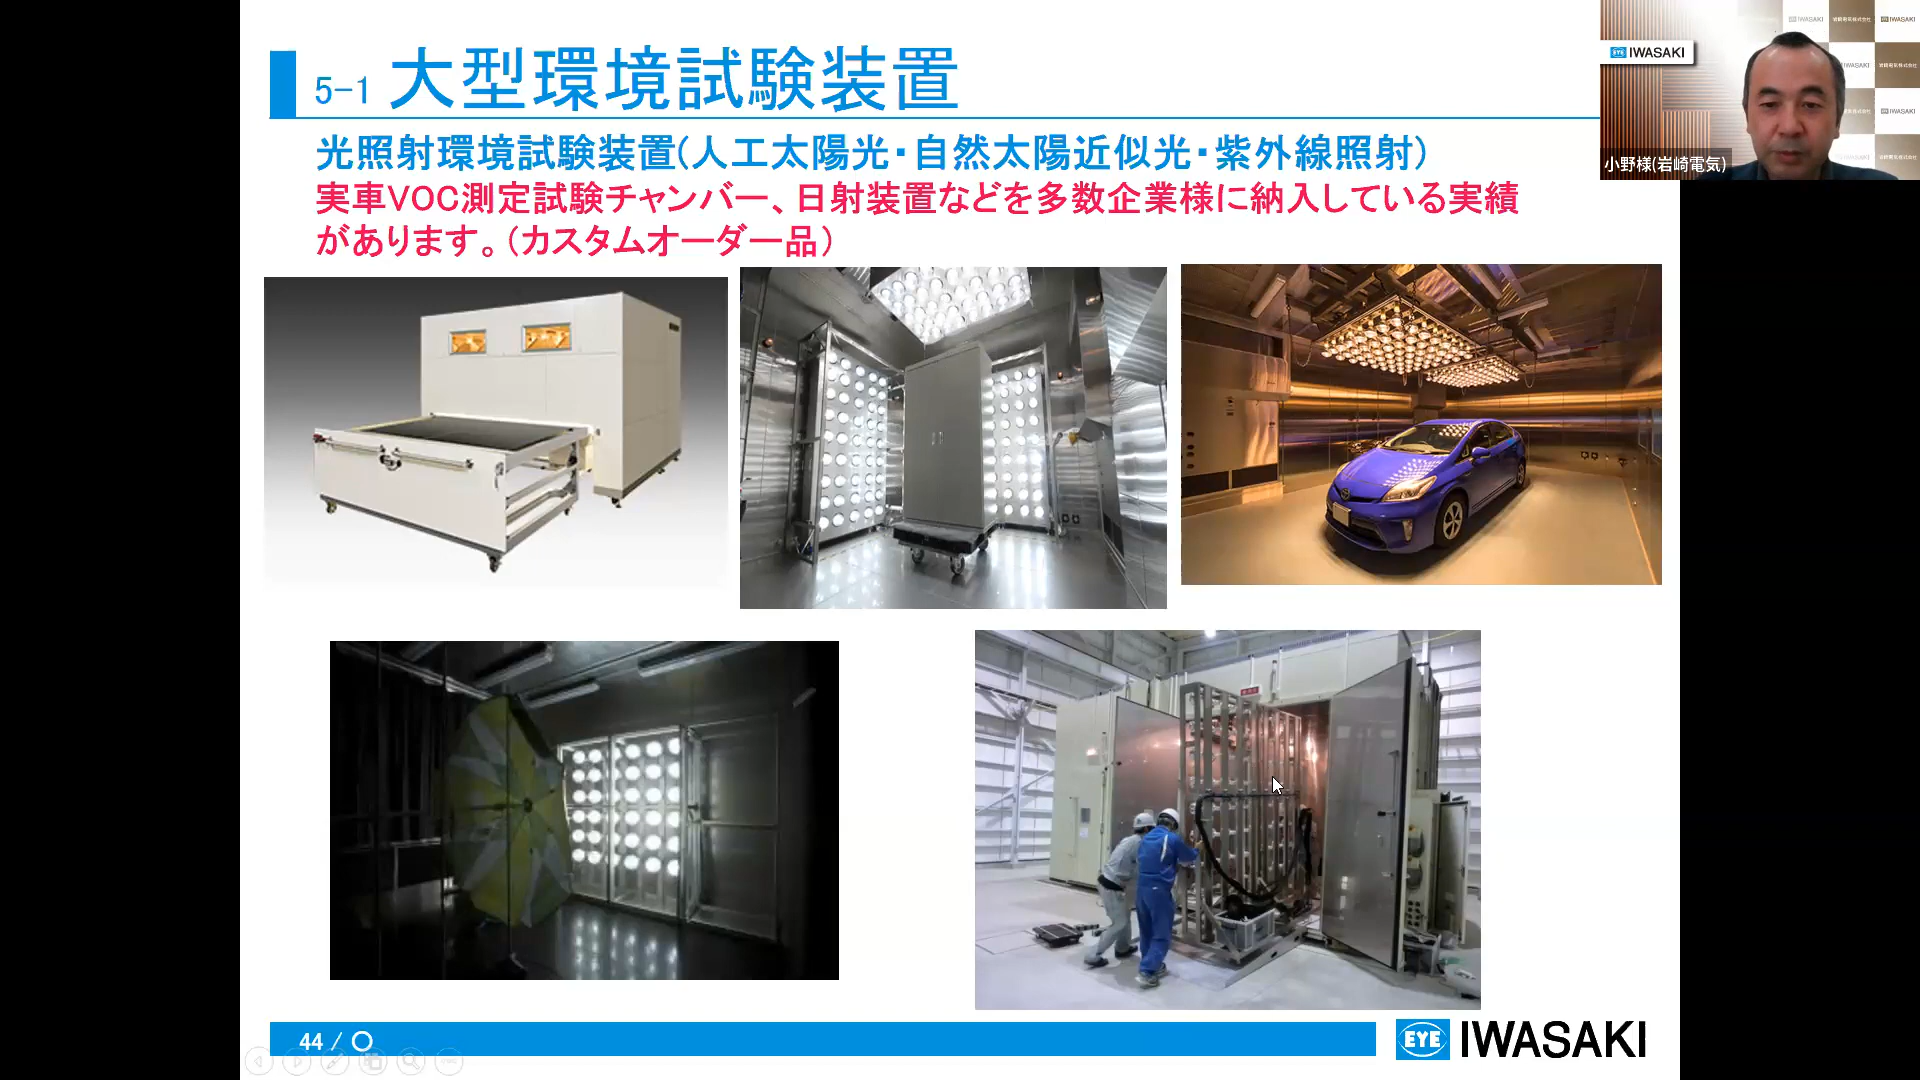 5-1 大型環境試験装置
光照射環境試験装置(人工太陽光・自然太陽近似光・紫外線照射)
実車VOC測定試験チャンバー、日射装置などを多数企業様に納入している実績
があります。(カスタムオーダー品)
EYE IWASAKI
小野様(岩崎電気)
44 / 〇
EYE IWASAKI